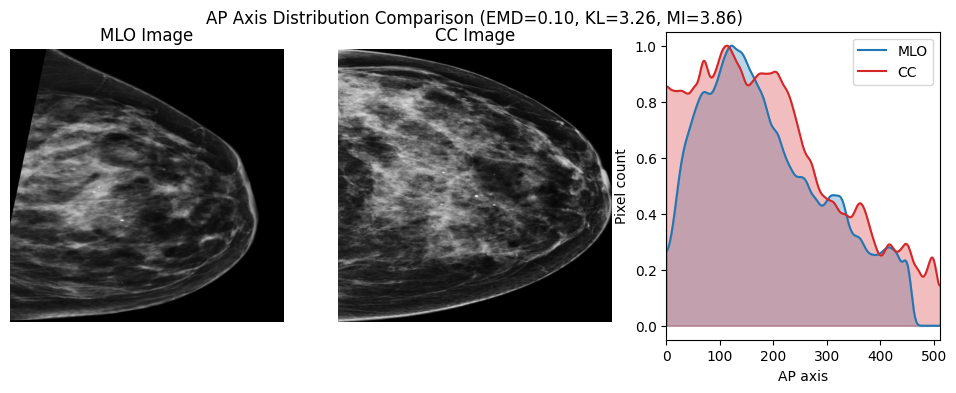 AP Axis Distribution Comparison (EMD=0.10, KL=3.26, MI=3.86)
MLO Image
CC Image
MLO
CC
1.0
0.8
0.6
0.4
0.2
0.0
Pixel count
0 100 200 300 400 500
AP axis